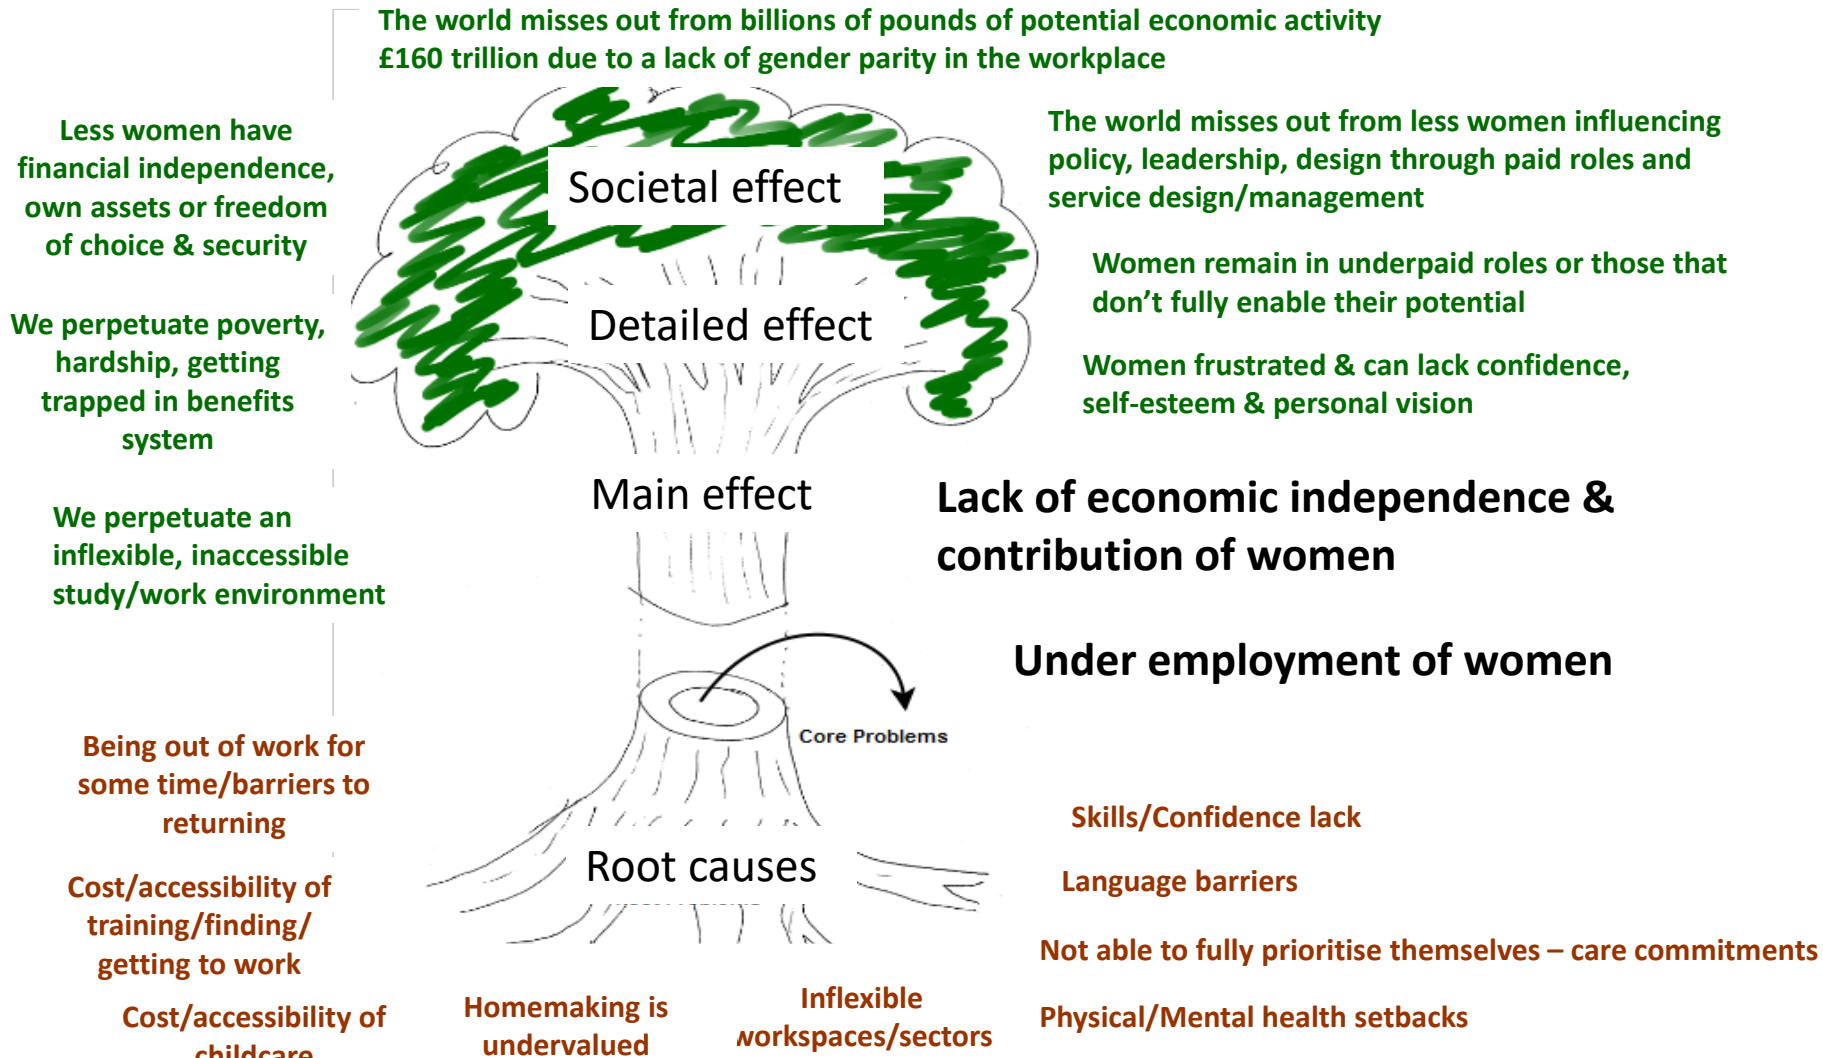 The world misses out from billions of pounds of potential economic activity
£160 trillion due to a lack of gender parity in the workplace
Less women have
financial independence,
own assets or freedom
of choice & security
The world misses out from less women influencing
policy, leadership, design through paid roles and
service design/management
Societal effect
Women remain in underpaid roles or those that
don't fully enable their potential
We perpetuate poverty,
hardship, getting
trapped in benefits
system
Detailed effect
Women frustrated & can lack confidence,
self-esteem & personal vision
Main effect
Lack of economic independence &
contribution of women
We perpetuate an
inflexible, inaccessible
study/work environment
Under employment of women
Core Problems
Being out of work for
some time/barriers to
returning
Skills/Confidence lack
Root causes
Language barriers
Cost/accessibility of
training/finding/
getting to work
Not able to fully prioritise themselves – care commitments
Cost/accessibility of
childcare
Homemaking is
undervalued
Inflexible
workspaces/sectors
Physical/Mental health setbacks